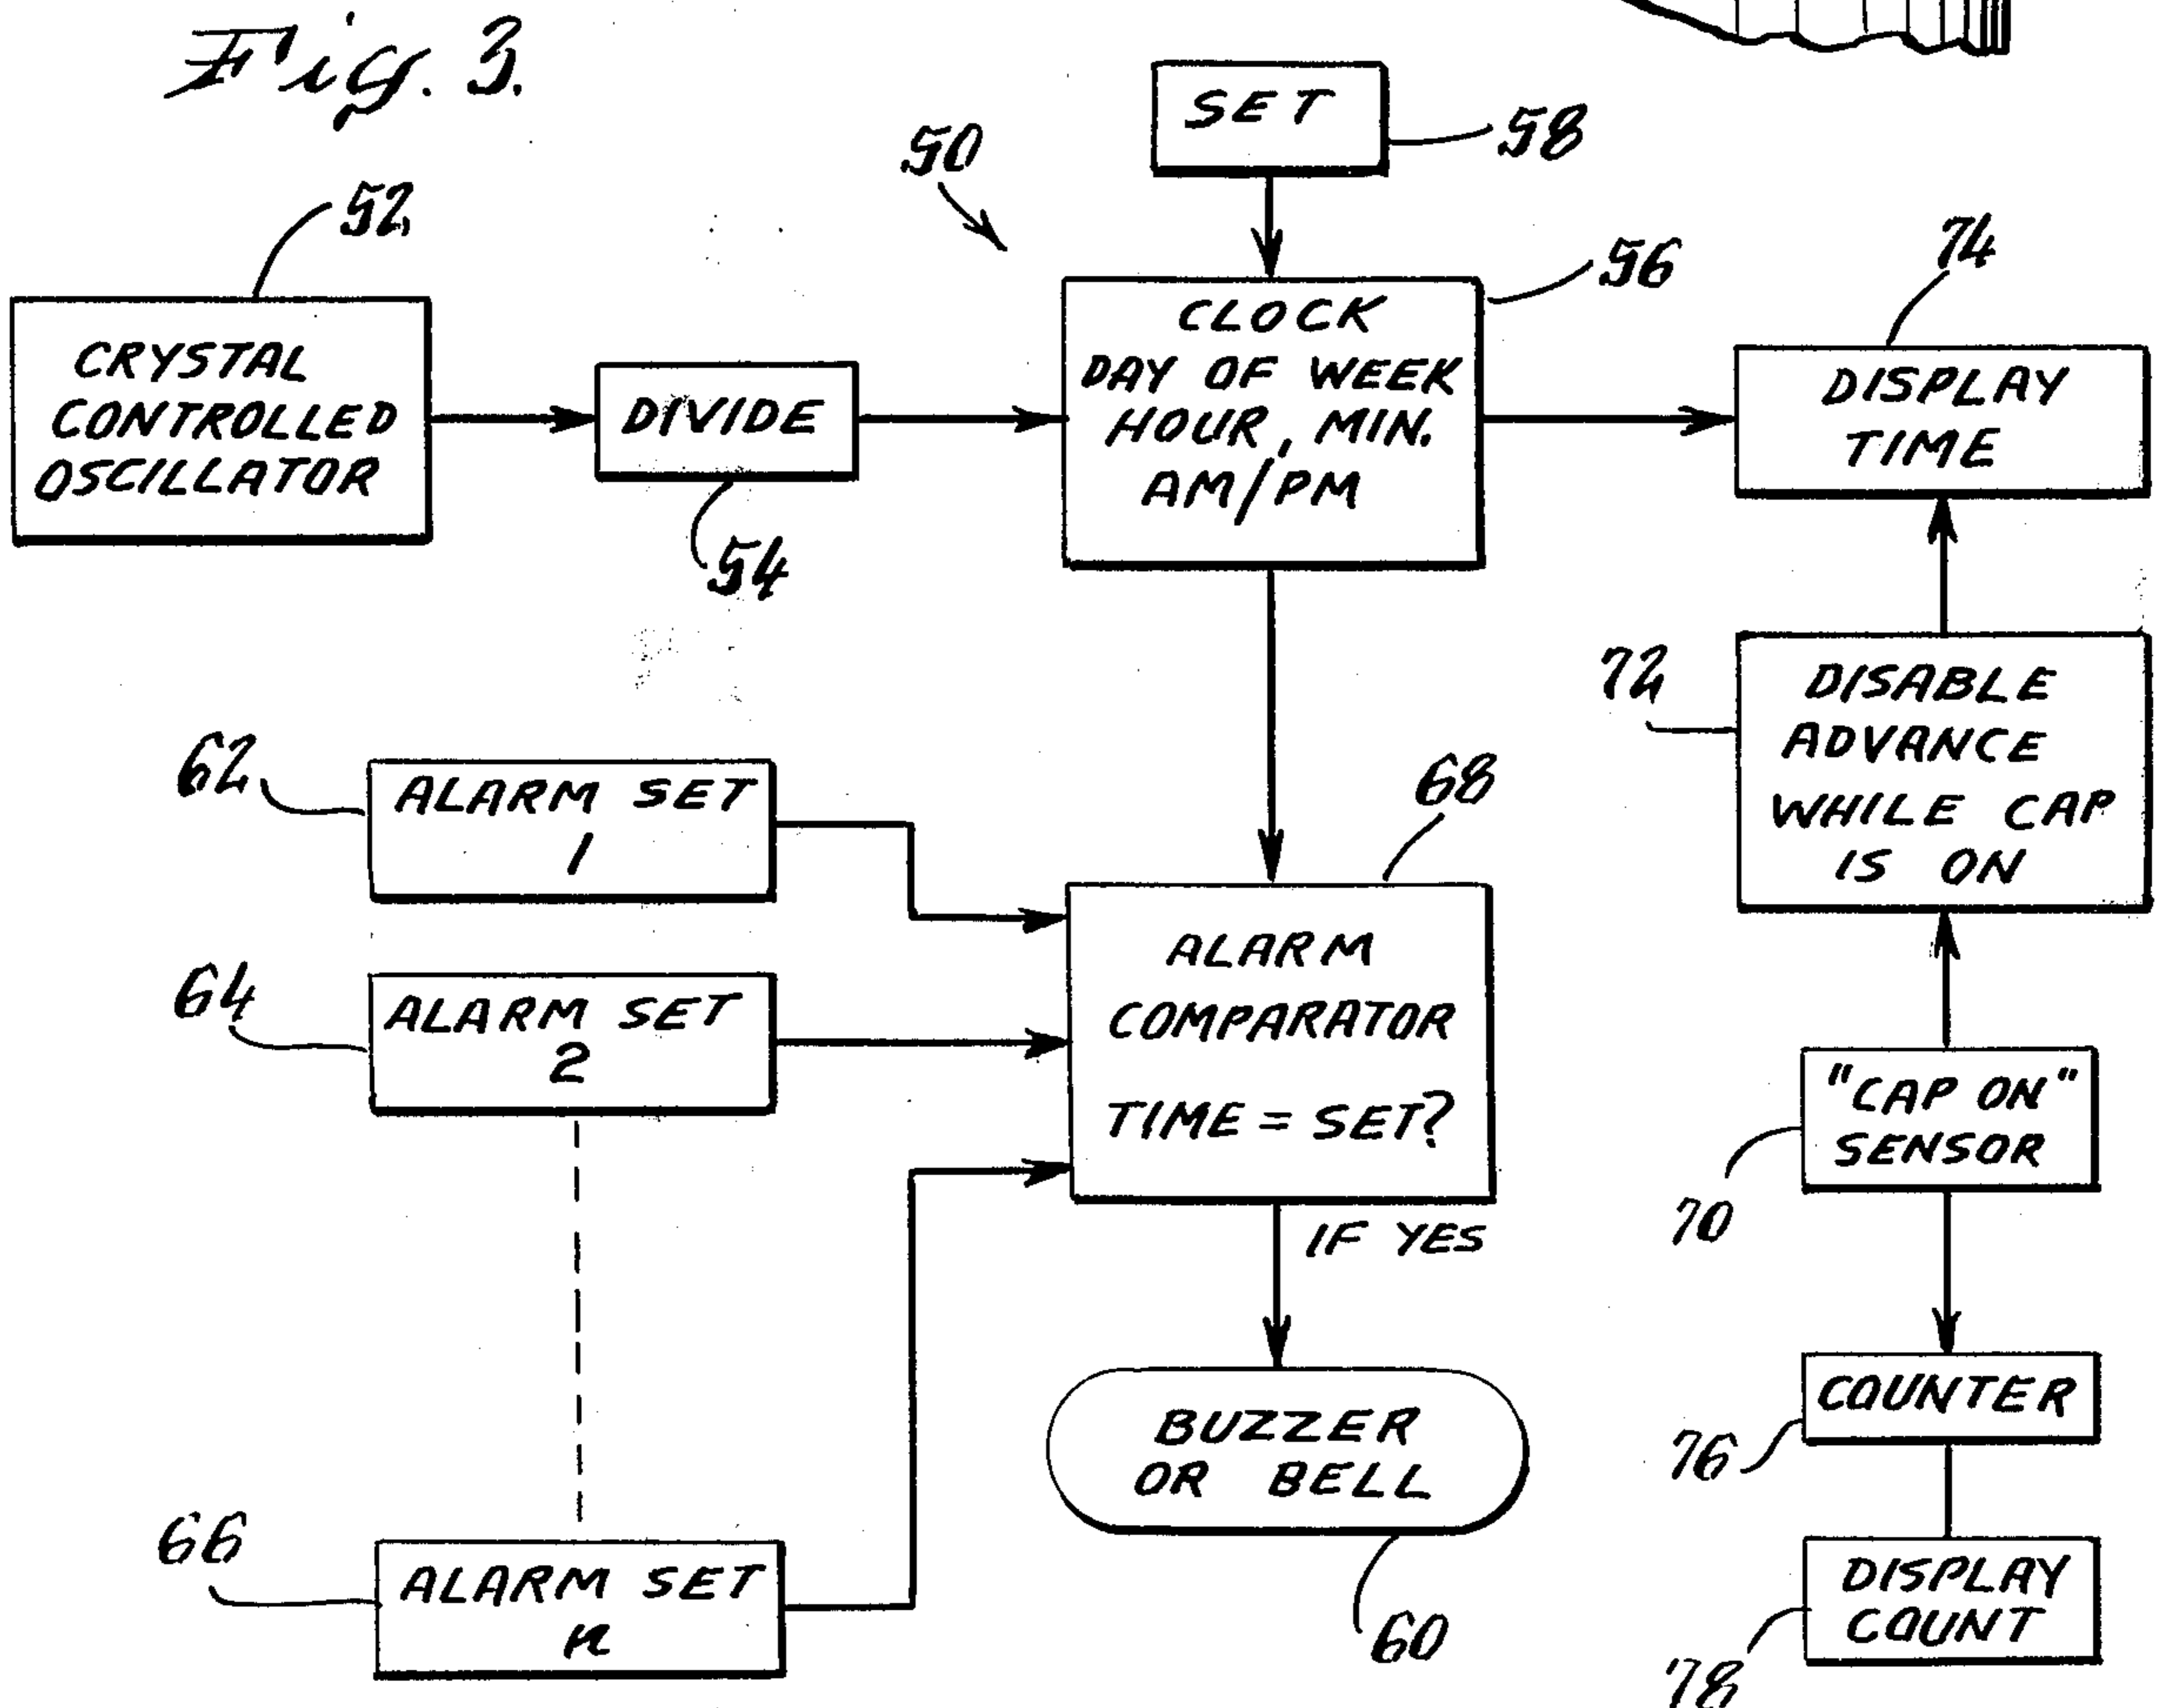 Fig. 3.
SET
58
50
52
56
74
CRYSTAL
CONTROLLED
OSCILLATOR
DIVIDE
54
CLOCK
DAY OF WEEK
HOUR, MIN.
AM/PM
DISPLAY
TIME
72
DISABLE
ADVANCE
WHILE CAP
IS ON
62
ALARM SET
1
68
64
ALARM SET
2
ALARM
COMPARATOR
TIME = SET?
"CAP ON"
SENSOR
70
IF YES
COUNTER
76
BUZZER
OR BELL
60
66
ALARM SET
n
DISPLAY
COUNT
78